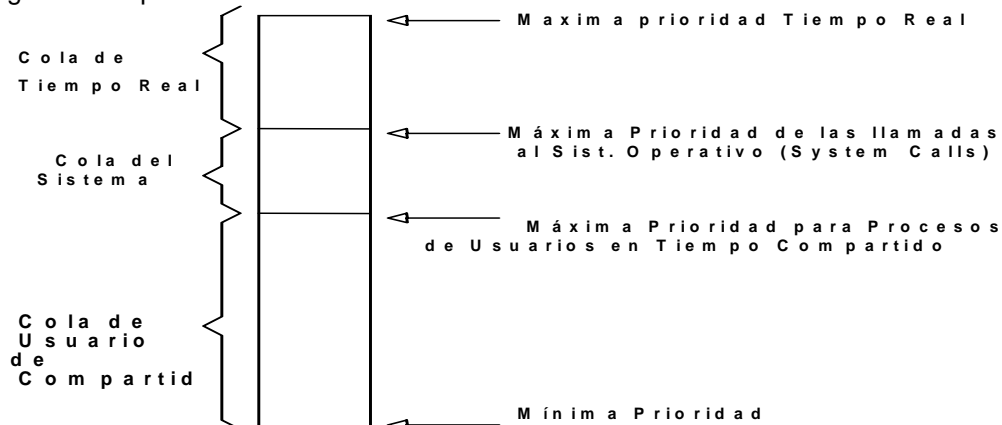 Maxima prioridad Tiempo Real
Cola de
Tiempo Real
Máxima Prioridad de las llamadas
al Sist. Operativo (System Calls)
Cola del
Sistema
Máxima Prioridad para Procesos
de Usuarios en Tiempo Compartido
Cola de
Usuario
de
Compartid
Mínima Prioridad